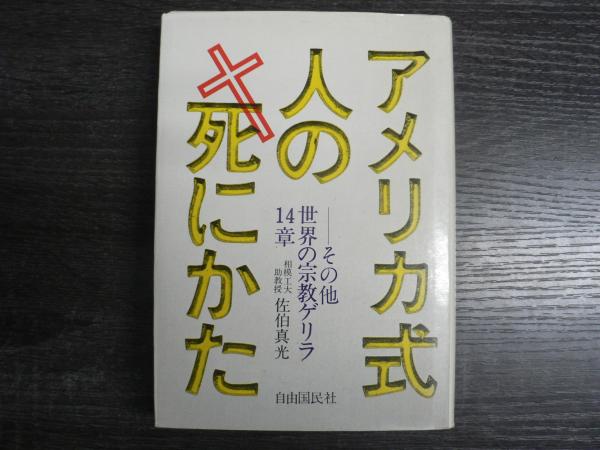 アメリカ式
人の
死にかた
――その他
世界の宗教ゲリラ
14章
相模工大
助教授
佐伯真光
自由国民社